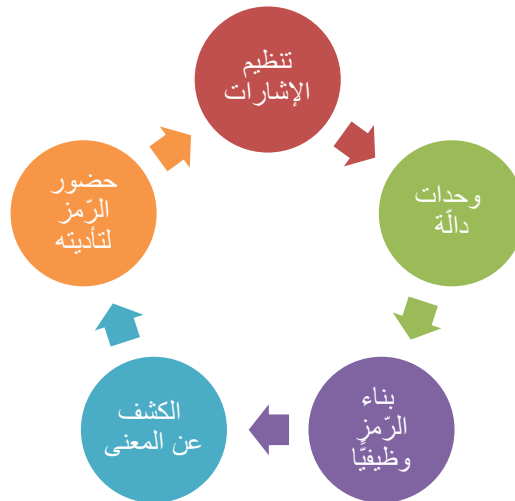 تنظيم
الإشارات
وحدات
دالّة
بناء
الرّمز
وظيفيًّا
الكشف
عن المعنى
حضور
الرّمز
لتأديته